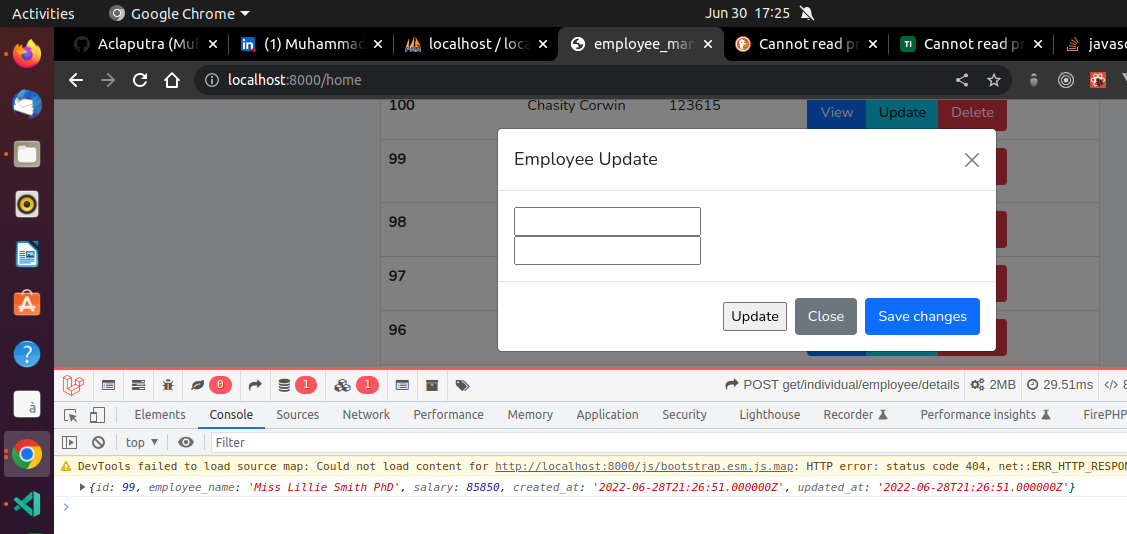 Activities Google Chrome Jun 30 17:25
Aclaputra (Mu (1) Muhammad localhost / loca employee_man Cannot read pr Cannot read pr javasc
localhost:8000/home
100 Chasity Corwin 123615 View Update Delete
Employee Update
99
98
97
96
Update Close Save changes
0 1 1 POST get/individual/employee/details 2MB 29.51ms
Elements Console Sources Network Performance Memory Application Security Lighthouse Recorder Performance insights FirePHP
top Filter
DevTools failed to load source map: Could not load content for http://localhost:8000/js/bootstrap.esm.js.map: HTTP error: status code 404, net::ERR_HTTP_RESPON
{id: 99, employee_name: 'Miss Lillie Smith PhD', salary: 85850, created_at: '2022-06-28T21:26:51.000000Z', updated_at: '2022-06-28T21:26:51.000000Z'}